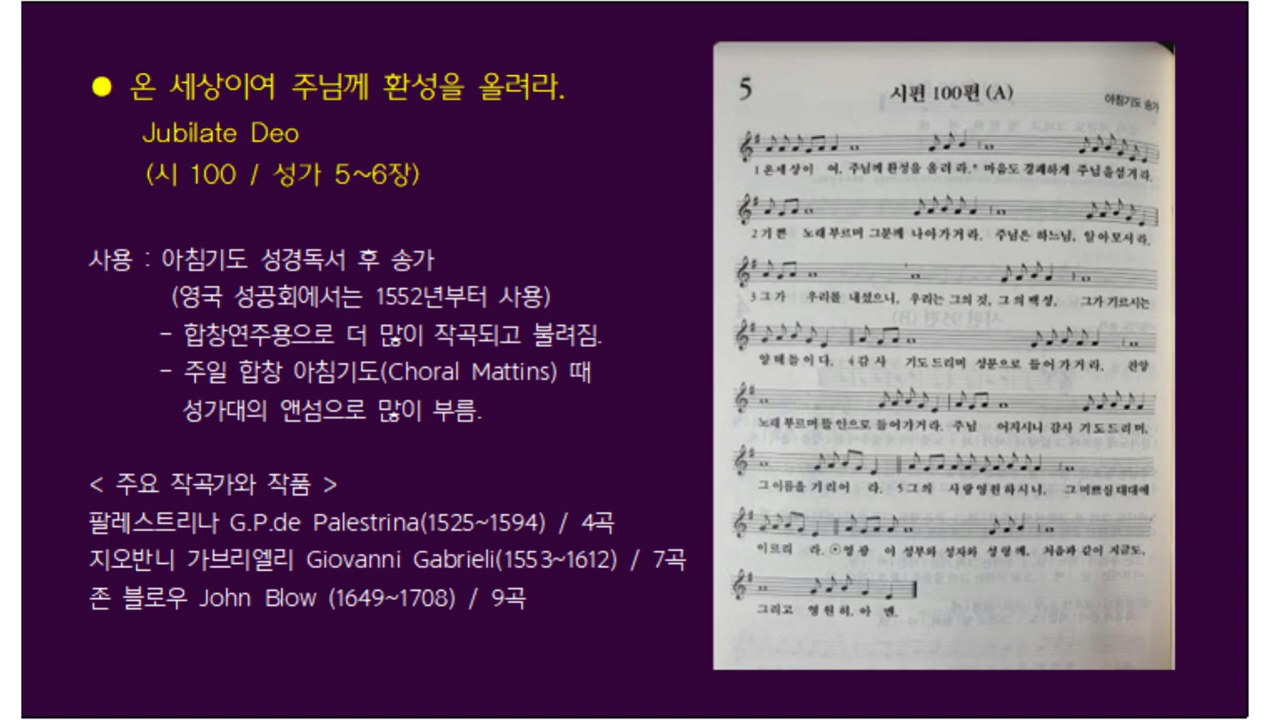 ● 온 세상이여 주님께 환성을 올려라.
Jubilate Deo
(시 100 / 성가 5~6장)
사용 : 아침기도 성경독서 후 송가
(영국 성공회에서는 1552년부터 사용)
- 합창연주용으로 더 많이 작곡되고 불려짐.
- 주일 합창 아침기도(Choral Mattins) 때
성가대의 앤섬으로 많이 부름.
< 주요 작곡가와 작품 >
팔레스트리나 G.P.de Palestrina(1525~1594) / 4곡
지오반니 가브리엘리 Giovanni Gabrieli(1553~1612) / 7곡
존 블로우 John Blow (1649~1708) / 9곡
5
시편 100편 (A)
아침기도 송가
1 온세상이 여, 주님께 환성을 올려라.* 마음도 경쾌하게 주님을섬겨라.
2 기쁜 노래부르며 그분께 나아가거라. 주님은 하느님, 알아모셔라.
3 그가 우리를 내셨으니, 우리는 그의 것, 그의백성, 그가 기르시는
양떼들이다. 4 감사 기도드리며 성문으로 들어가거라. 찬양
노래 부르며뜰안으로 들어가거라. 주님 어지시니 감사 기도드리며,
그이름을 기리어 라. 5 그의 사랑영원하시니, 그 미쁘심 대대에
이르리 라. ⊙영광 이 성부와 성자와 성령께, 처음과 같이 지금도,
그리고 영원히, 아 멘.